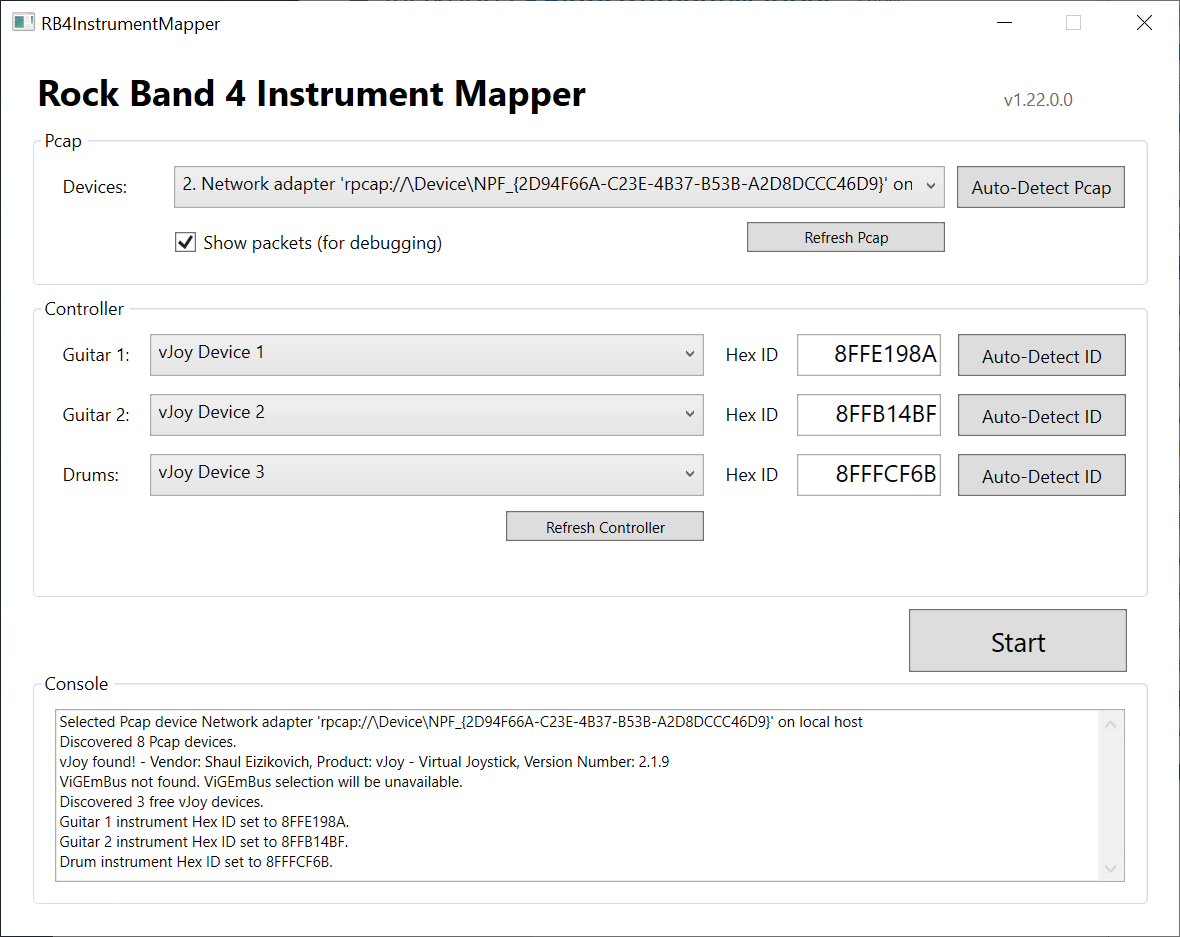 RB4InstrumentMapper
Rock Band 4 Instrument Mapper
v1.22.0.0
Pcap
Devices:
2. Network adapter 'rpcap://\Device\NPF_{2D94F66A-C23E-4B37-B53B-A2D8DCCC46D9}' on
Auto-Detect Pcap
Show packets (for debugging)
Refresh Pcap
Controller
Guitar 1:
vJoy Device 1
Hex ID
8FFE198A
Auto-Detect ID
Guitar 2:
vJoy Device 2
Hex ID
8FFB14BF
Auto-Detect ID
Drums:
vJoy Device 3
Hex ID
8FFFCF6B
Auto-Detect ID
Refresh Controller
Start
Console
Selected Pcap device Network adapter 'rpcap://\Device\NPF_{2D94F66A-C23E-4B37-B53B-A2D8DCCC46D9}' on local host
Discovered 8 Pcap devices.
vJoy found! - Vendor: Shaul Eizikovich, Product: vJoy - Virtual Joystick, Version Number: 2.1.9
ViGEmBus not found. ViGEmBus selection will be unavailable.
Discovered 3 free vJoy devices.
Guitar 1 instrument Hex ID set to 8FFE198A.
Guitar 2 instrument Hex ID set to 8FFB14BF.
Drum instrument Hex ID set to 8FFFCF6B.